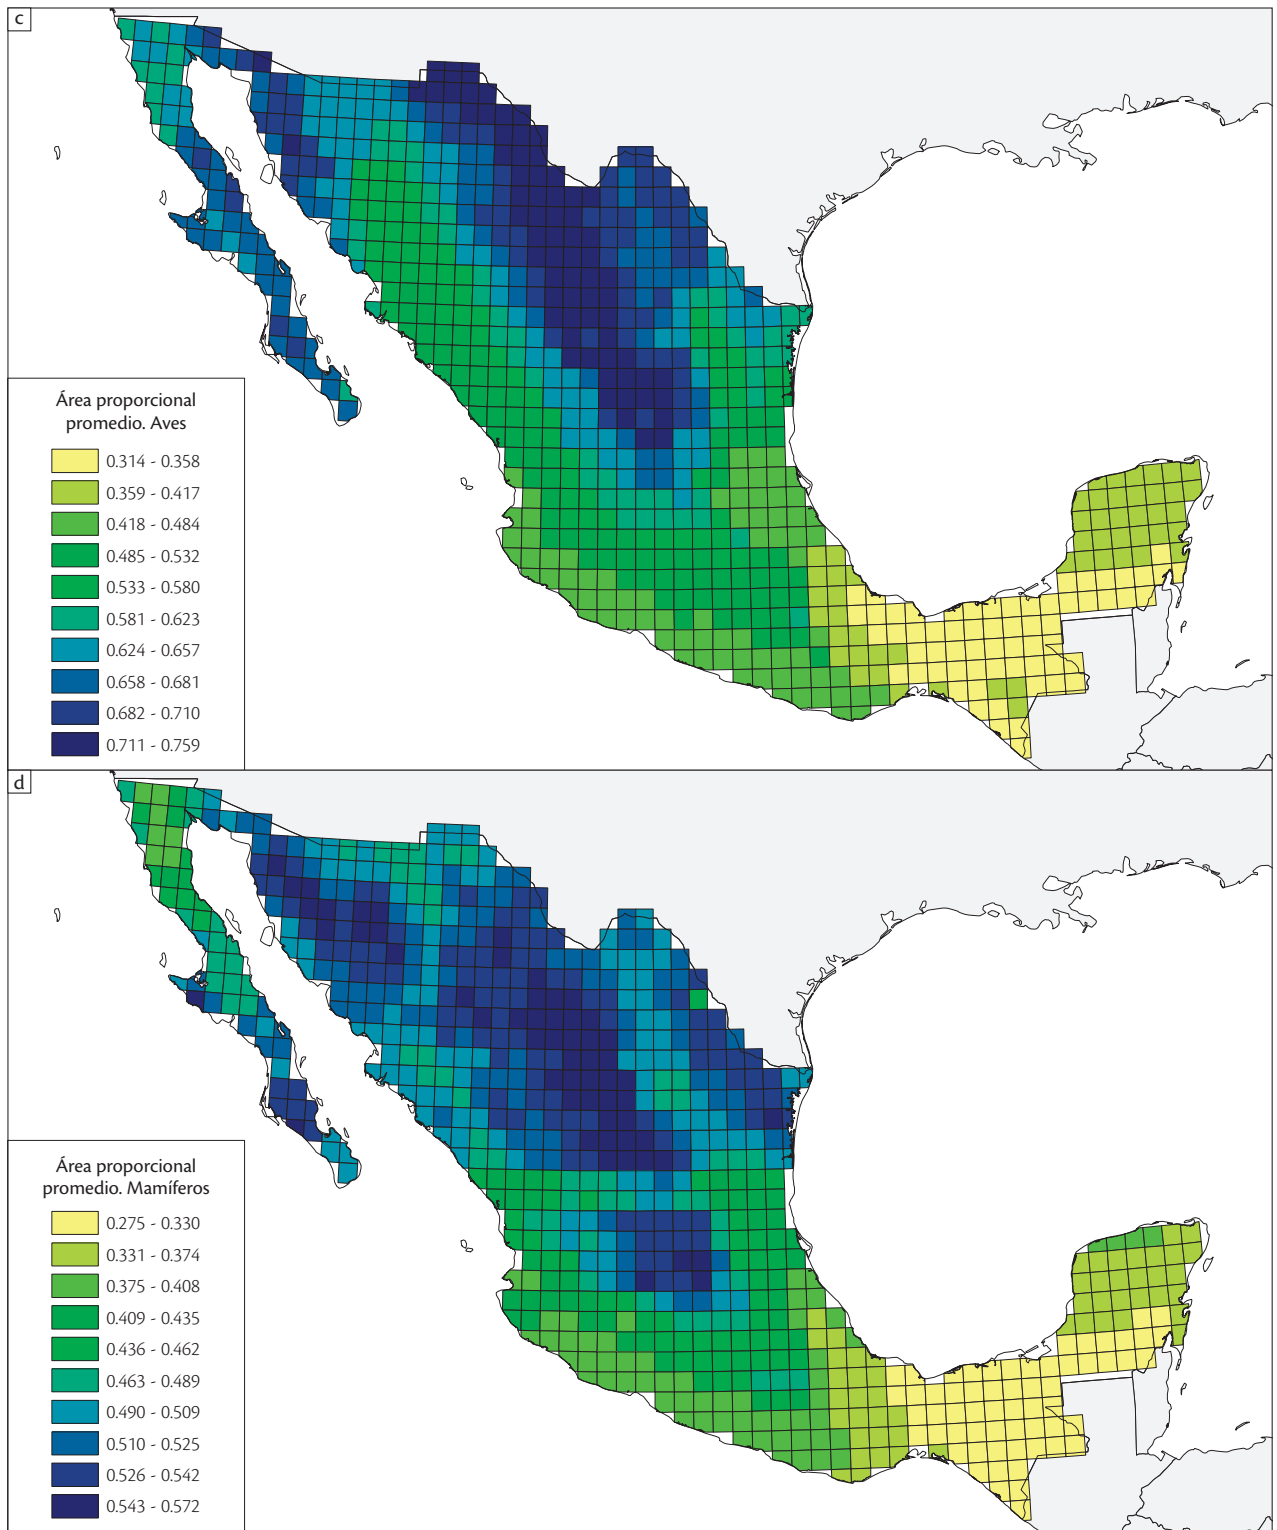 c
Área proporcional
promedio. Aves
0.314 - 0.358
0.359 - 0.417
0.418 - 0.484
0.485 - 0.532
0.533 - 0.580
0.581 - 0.623
0.624 - 0.657
0.658 - 0.681
0.682 - 0.710
0.711 - 0.759
d
Área proporcional
promedio. Mamíferos
0.275 - 0.330
0.331 - 0.374
0.375 - 0.408
0.409 - 0.435
0.436 - 0.462
0.463 - 0.489
0.490 - 0.509
0.510 - 0.525
0.526 - 0.542
0.543 - 0.572